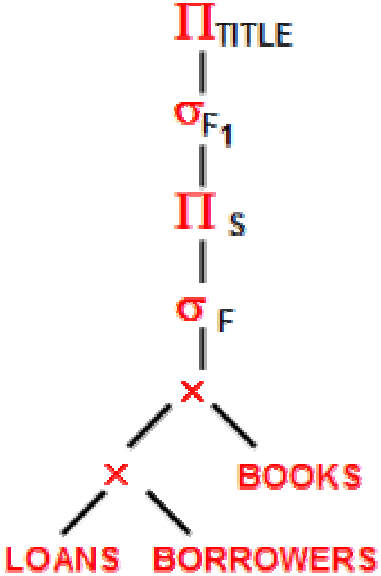 Π TITLE
σ F1
Π S
σ F
×
× BOOKS
LOANS BORROWERS